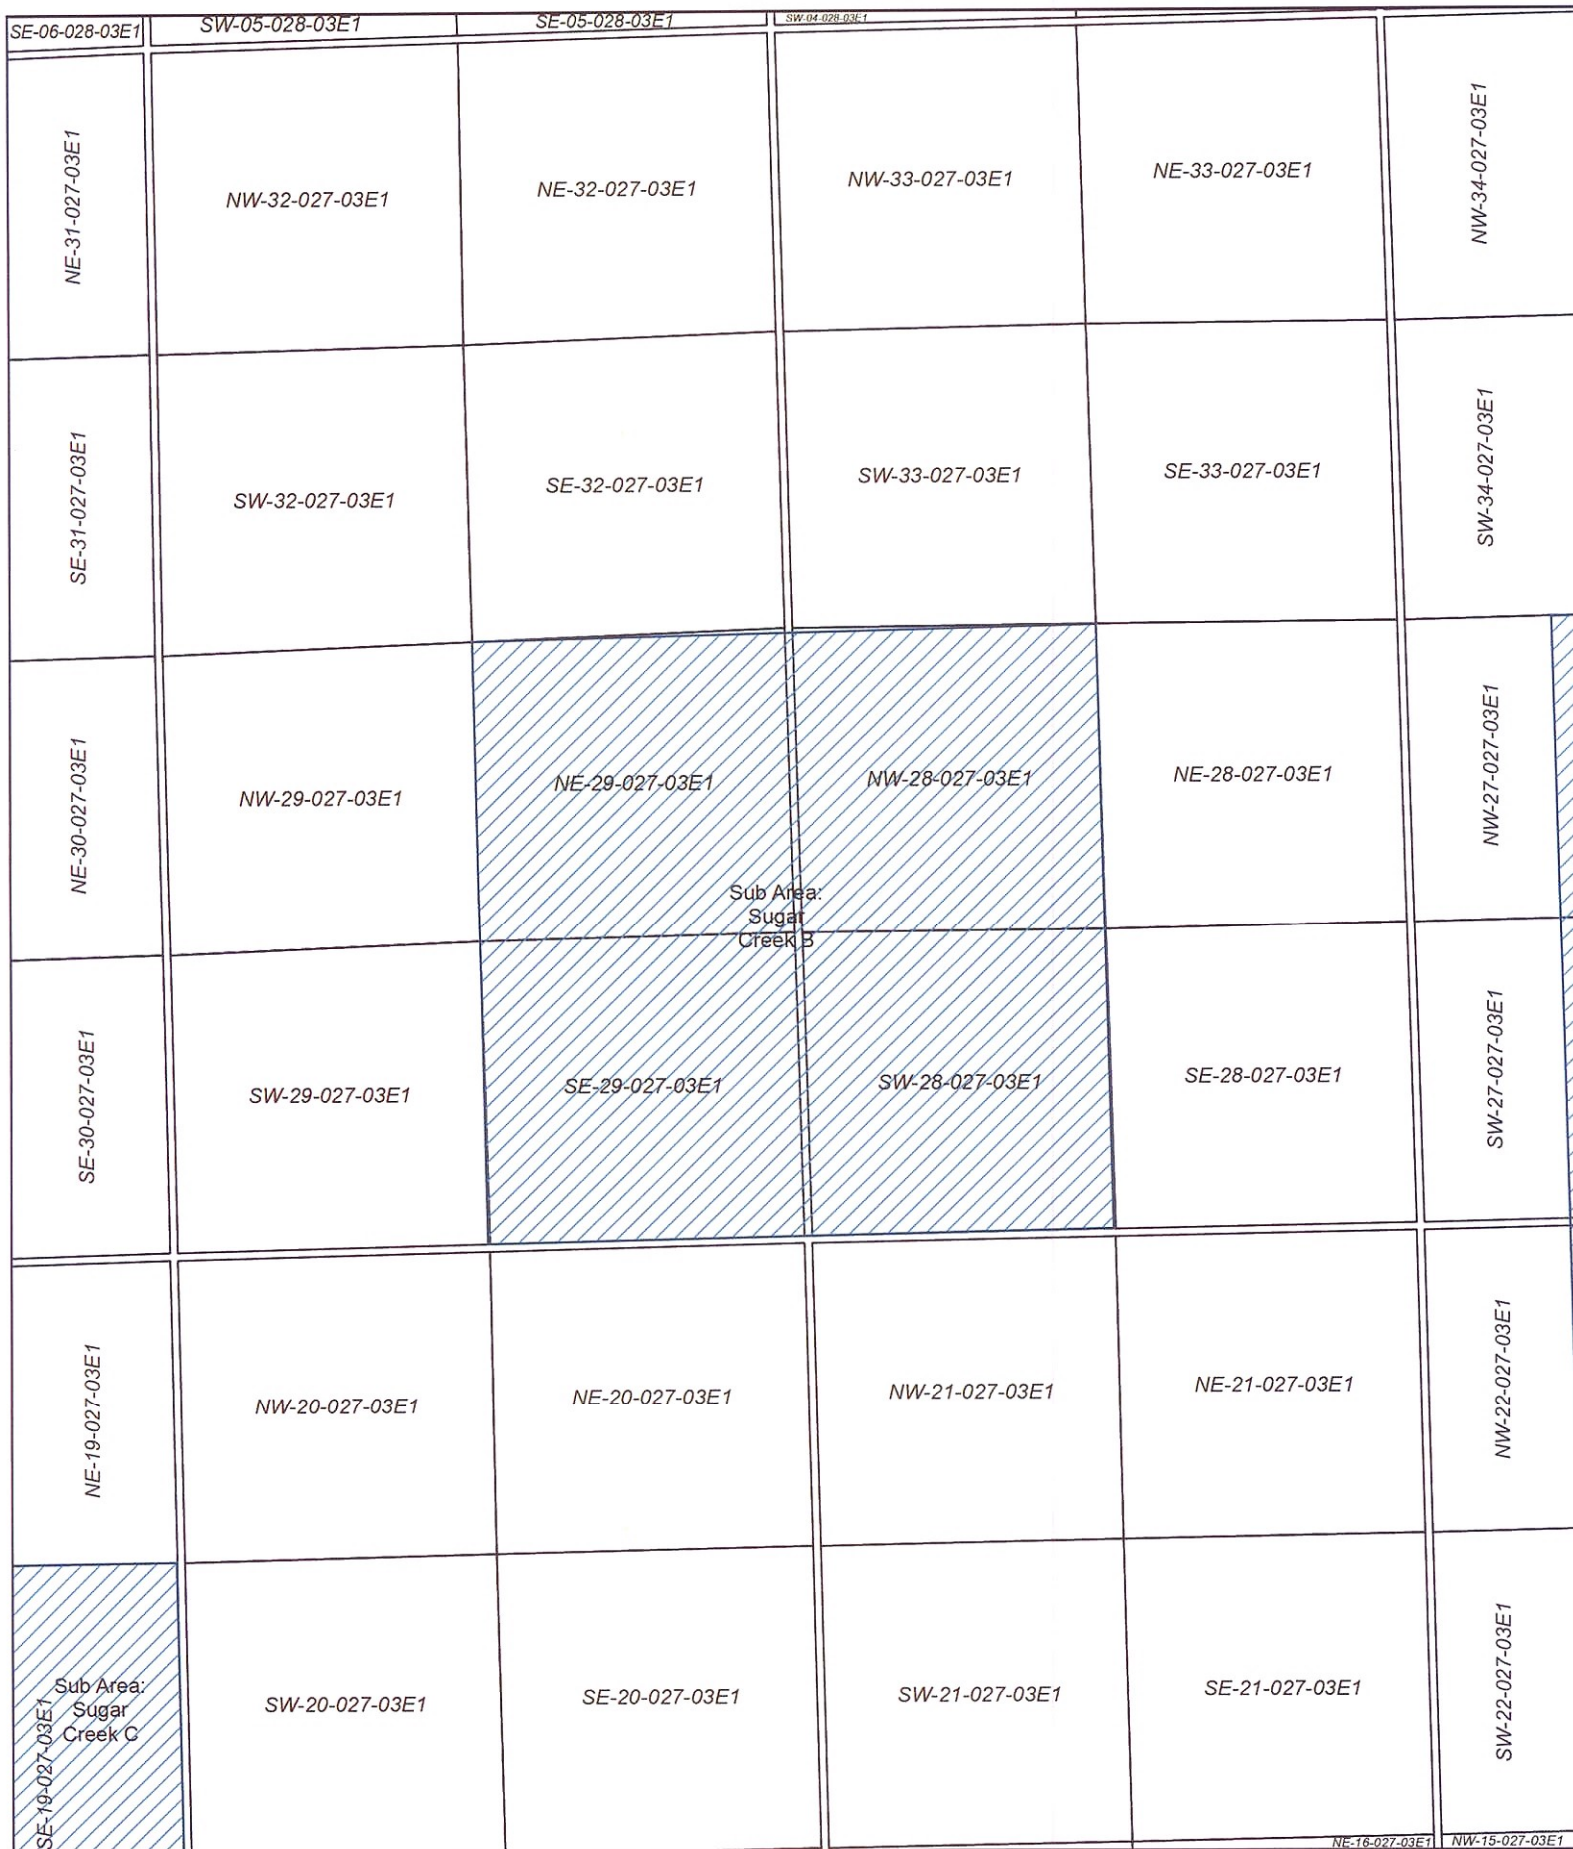 SE-06-028-03E1
SW-05-028-03E1
SE-05-028-03E1
SW-04-028-03E1
NE-31-027-03E1
NW-32-027-03E1
NE-32-027-03E1
NW-33-027-03E1
NE-33-027-03E1
NW-34-027-03E1
SE-31-027-03E1
SW-32-027-03E1
SE-32-027-03E1
SW-33-027-03E1
SE-33-027-03E1
SW-34-027-03E1
NE-30-027-03E1
NW-29-027-03E1
NE-29-027-03E1
NW-28-027-03E1
NE-28-027-03E1
NW-27-027-03E1
Sub Area:
Sugar
Creek B
SE-30-027-03E1
SW-29-027-03E1
SE-29-027-03E1
SW-28-027-03E1
SE-28-027-03E1
SW-27-027-03E1
NE-19-027-03E1
NW-20-027-03E1
NE-20-027-03E1
NW-21-027-03E1
NE-21-027-03E1
NW-22-027-03E1
SE-19-027-03E1
Sub Area:
Sugar
Creek C
SW-20-027-03E1
SE-20-027-03E1
SW-21-027-03E1
SE-21-027-03E1
SW-22-027-03E1
NE-16-027-03E1
NW-15-027-03E1